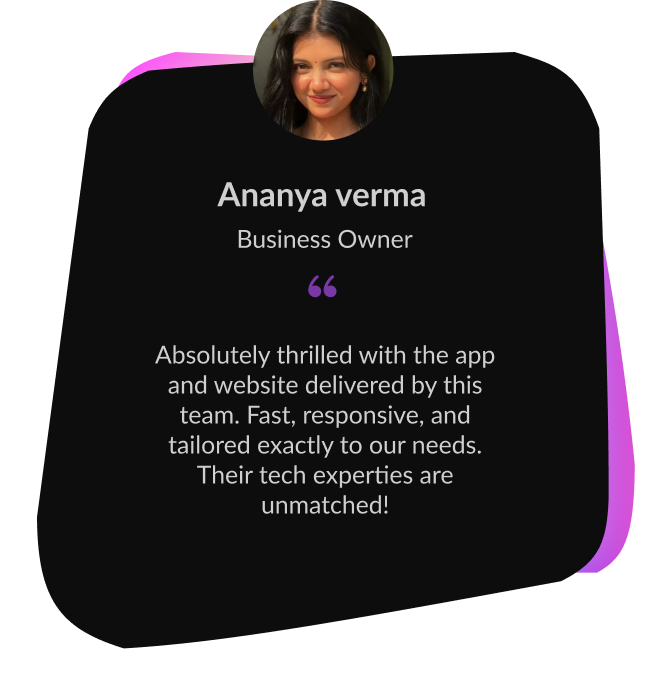 Ananya verma
Business Owner
“
Absolutely thrilled with the app
and website delivered by this
team. Fast, responsive, and
tailored exactly to our needs.
Their tech experties are
unmatched!